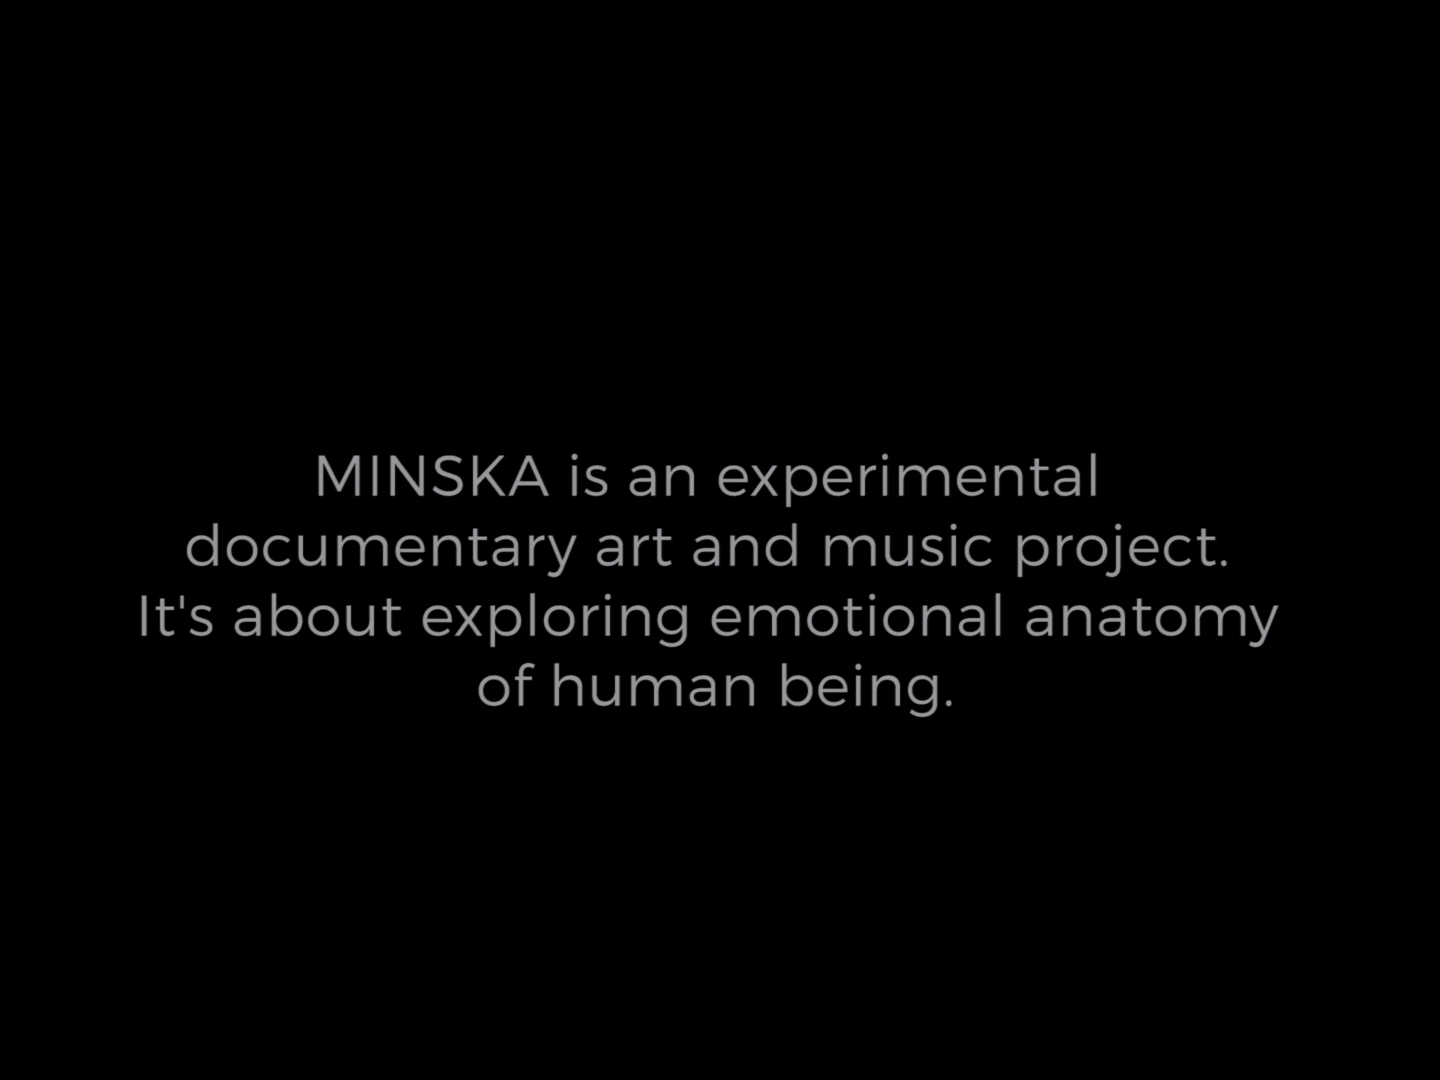 MINSKA is an experimental
documentary art and music project.
It's about exploring emotional anatomy
of human being.